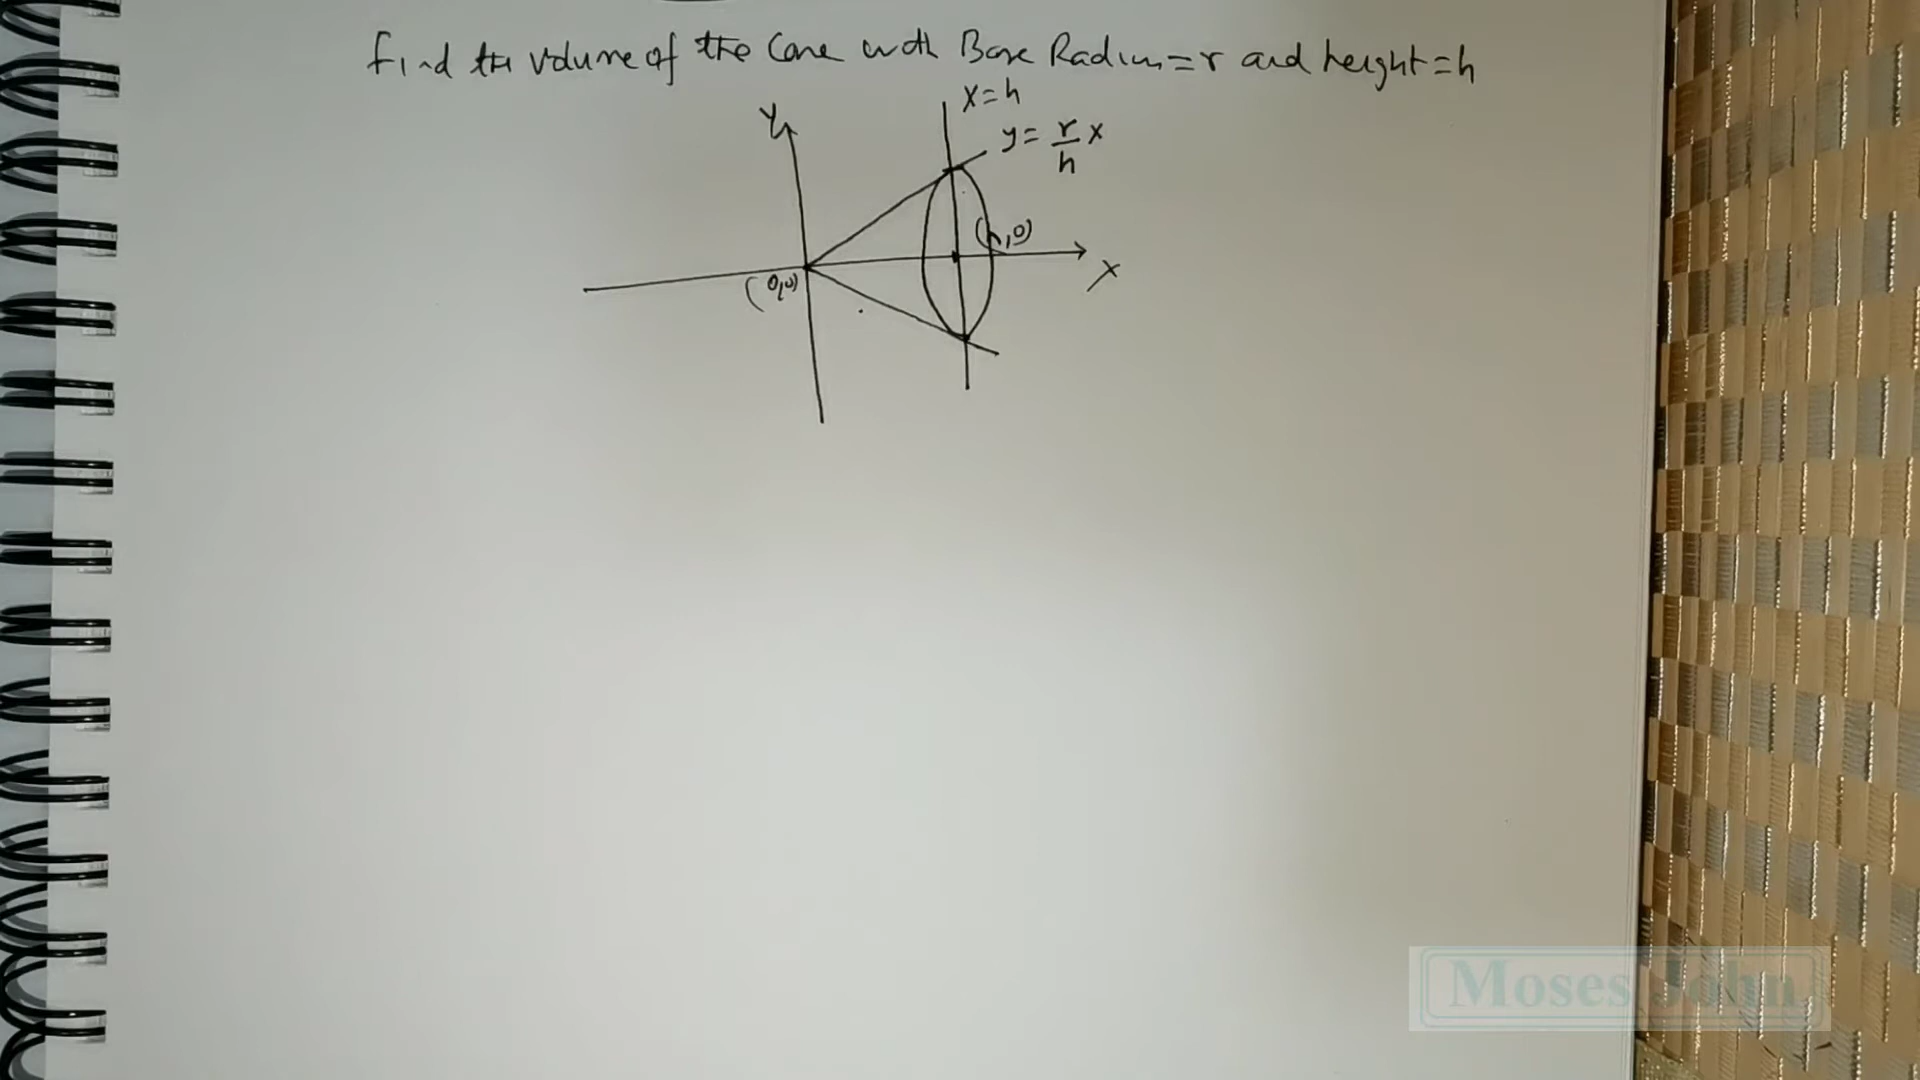 Find the volume of the Cone with Base Radius=r and height=h
x=h
y
y= r/h x
(h,0)
x
(0,0)
Moses John